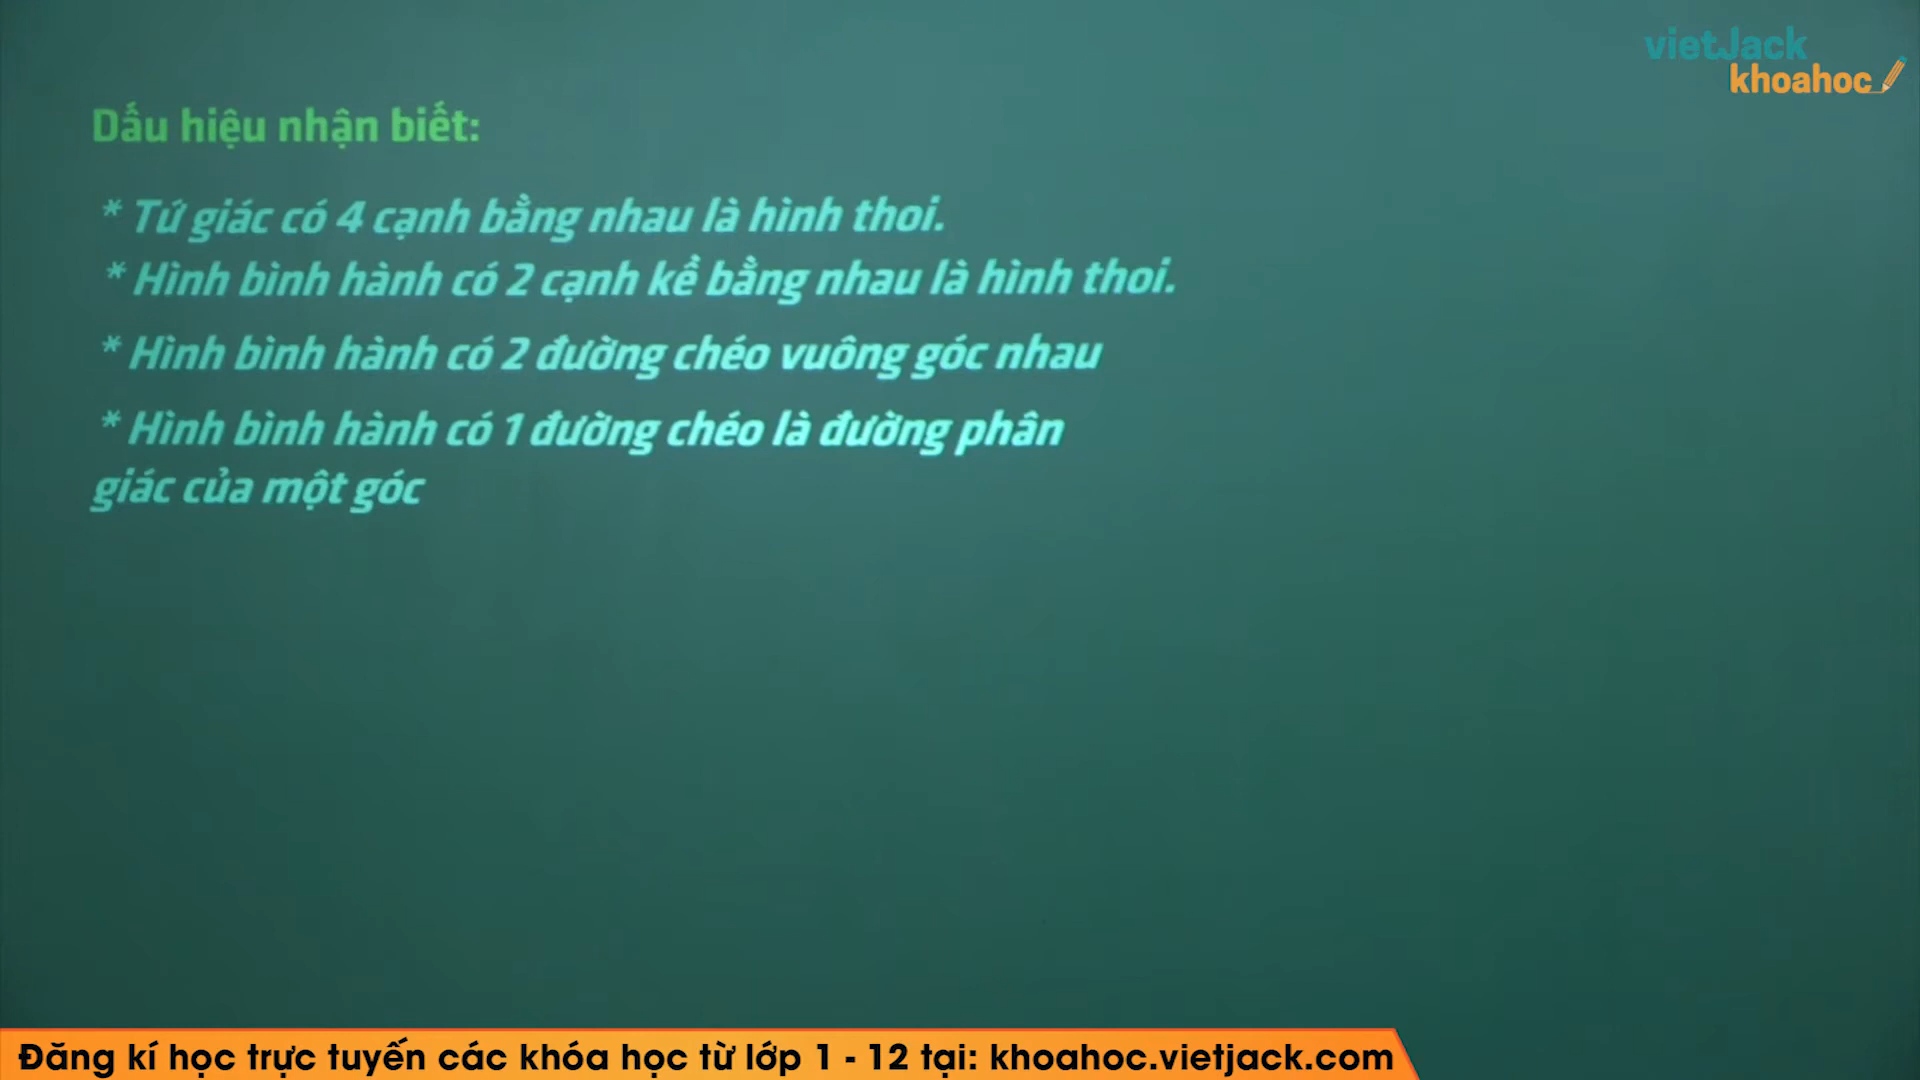 vietJack
khoahoc
Dấu hiệu nhận biết:
* Tứ giác có 4 cạnh bằng nhau là hình thoi.
* Hình bình hành có 2 cạnh kề bằng nhau là hình thoi.
* Hình bình hành có 2 đường chéo vuông góc nhau
* Hình bình hành có 1 đường chéo là đường phân
giác của một góc
Đăng kí học trực tuyến các khóa học từ lớp 1 - 12 tại: khoahoc.vietjack.com